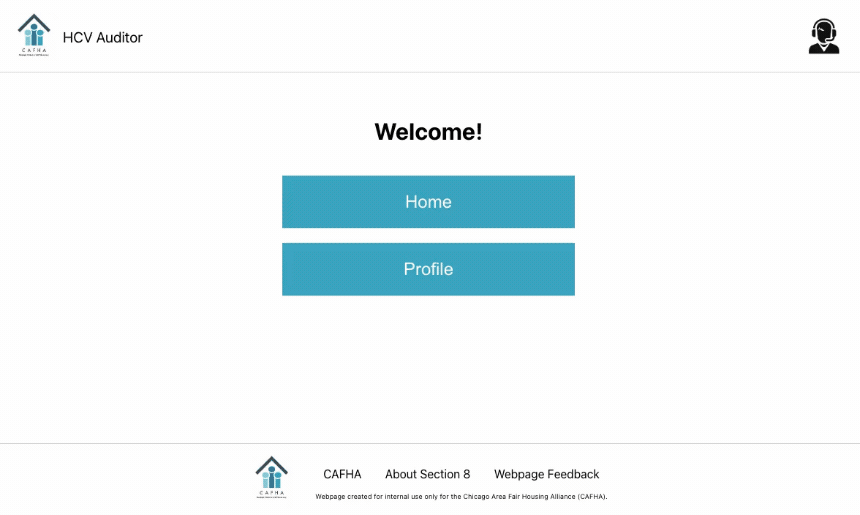 CAFHA
HCV Auditor
Welcome!
Home
Profile
CAFHA
CAFHA About Section 8 Webpage Feedback
Webpage created for internal use only for the Chicago Area Fair Housing Alliance (CAFHA).